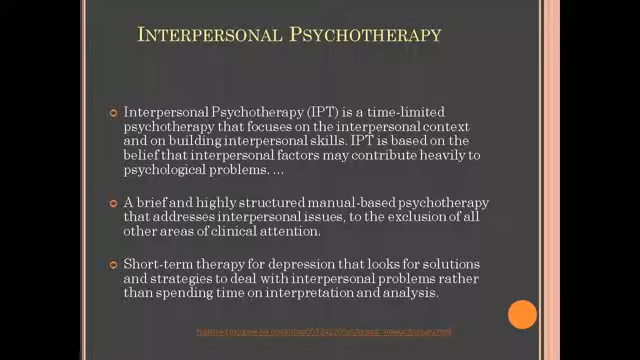 INTERPERSONAL PSYCHOTHERAPY
Interpersonal Psychotherapy (IPT) is a time-limited
psychotherapy that focuses on the interpersonal context
and on building interpersonal skills. IPT is based on the
belief that interpersonal factors may contribute heavily to
psychological problems. ...
A brief and highly structured manual-based psychotherapy
that addresses interpersonal issues, to the exclusion of all
other areas of clinical attention.
Short-term therapy for depression that looks for solutions
and strategies to deal with interpersonal problems rather
than spending time on interpretation and analysis.